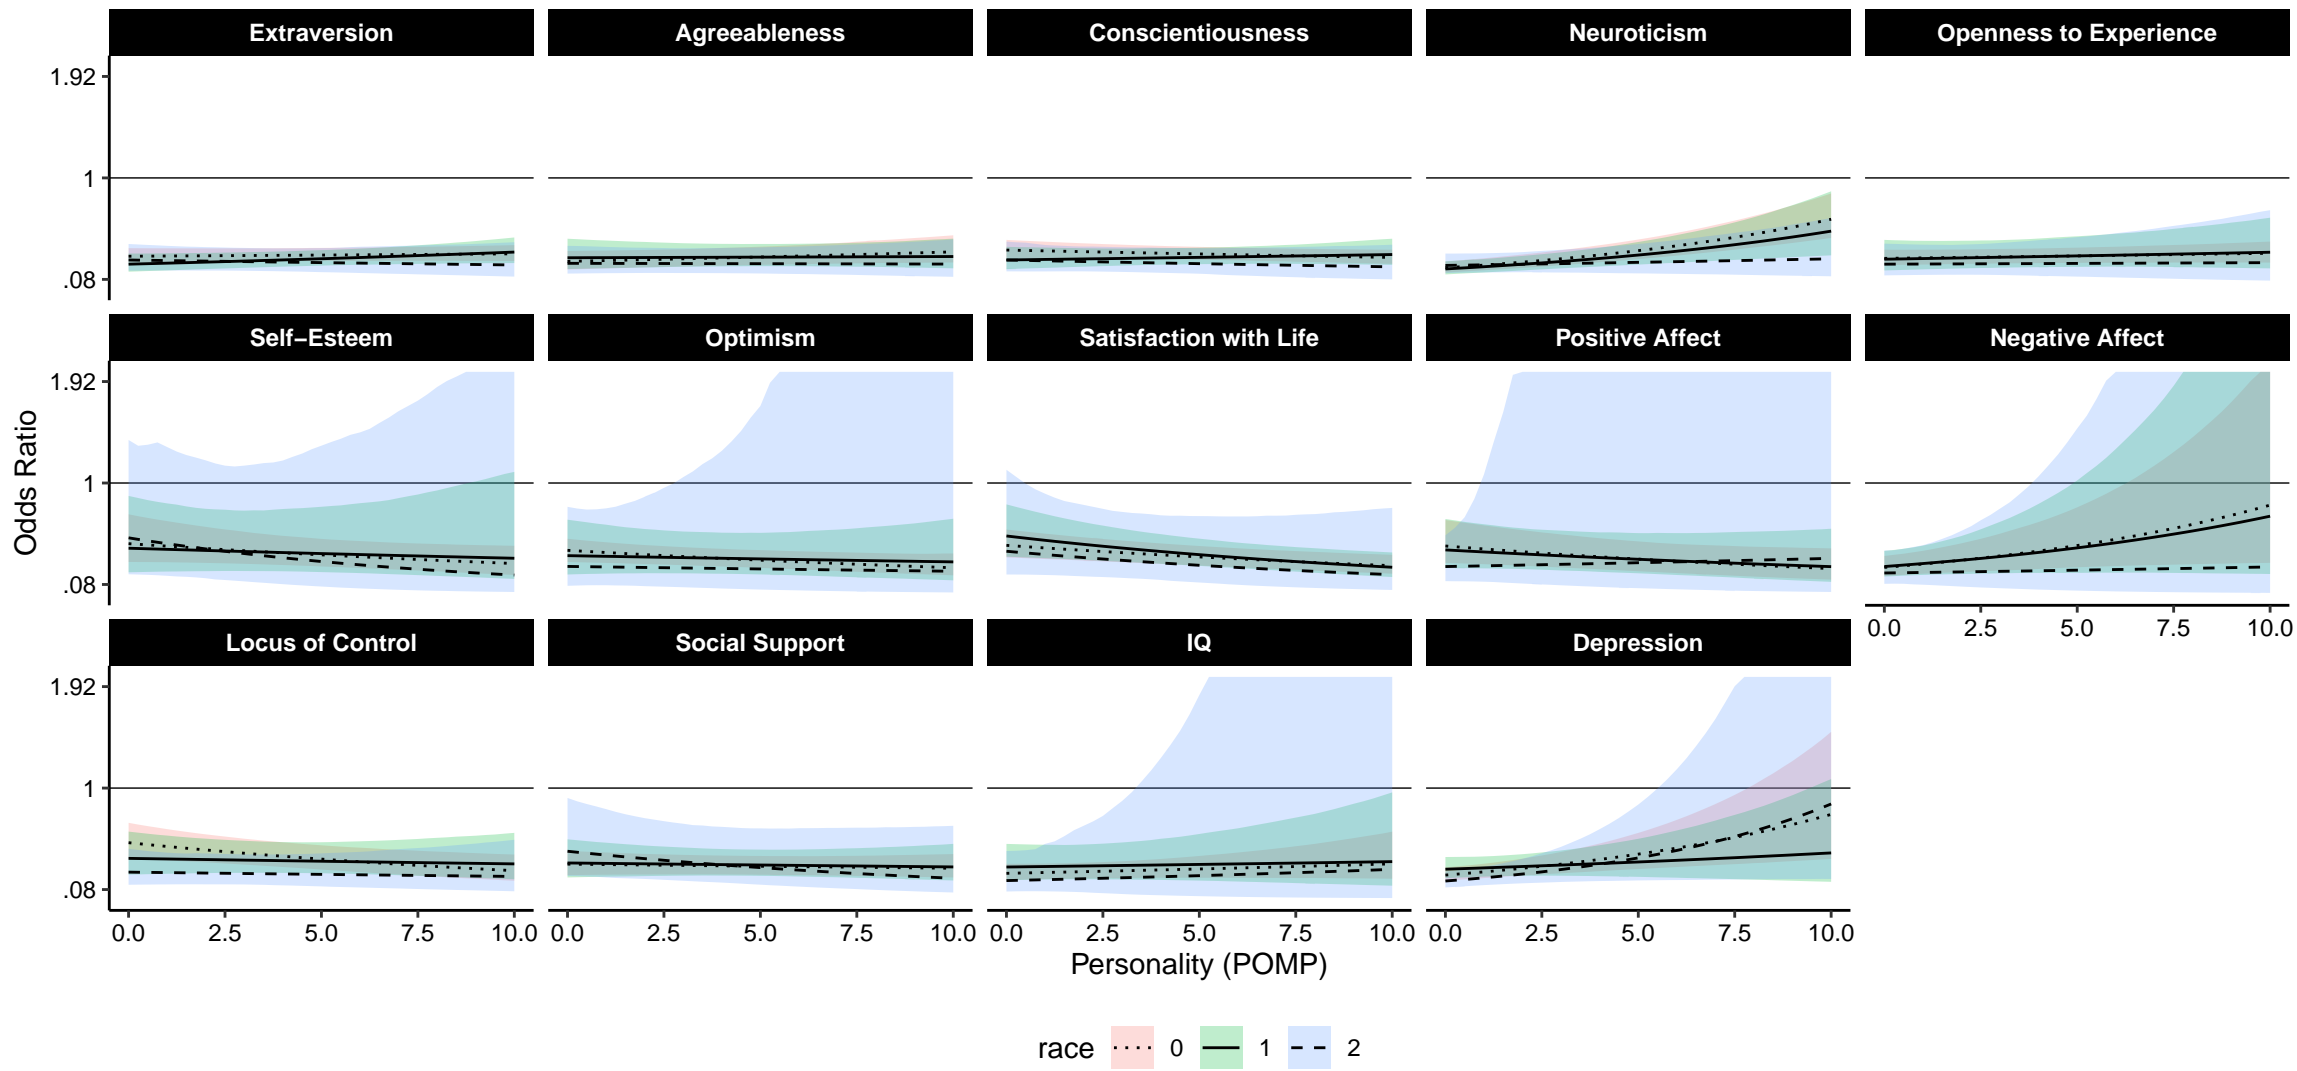 Extraversion
Agreeableness
Conscientiousness
Neuroticism
Openness to Experience
1.92
1
.08
Self−Esteem
Optimism
Satisfaction with Life
Positive Affect
Negative Affect
1.92
1
.08
0.0 2.5 5.0 7.5 10.0
Locus of Control
Social Support
IQ
Depression
1.92
1
.08
0.0 2.5 5.0 7.5 10.0
0.0 2.5 5.0 7.5 10.0
0.0 2.5 5.0 7.5 10.0
0.0 2.5 5.0 7.5 10.0
Odds Ratio
Personality (POMP)
race 0 1 2